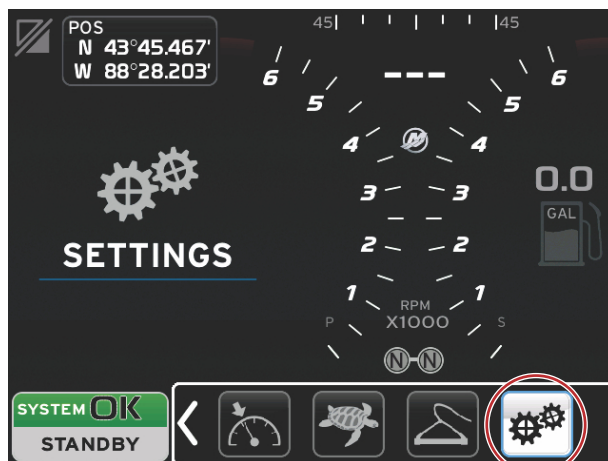 POS
N 43°45.467'
W 88°28.203'
45 45
6 6
5 5
4 4
3 3
2 2
1 1
RPM
X1000
P S
N N
0.0
GAL
SETTINGS
SYSTEM OK
STANDBY